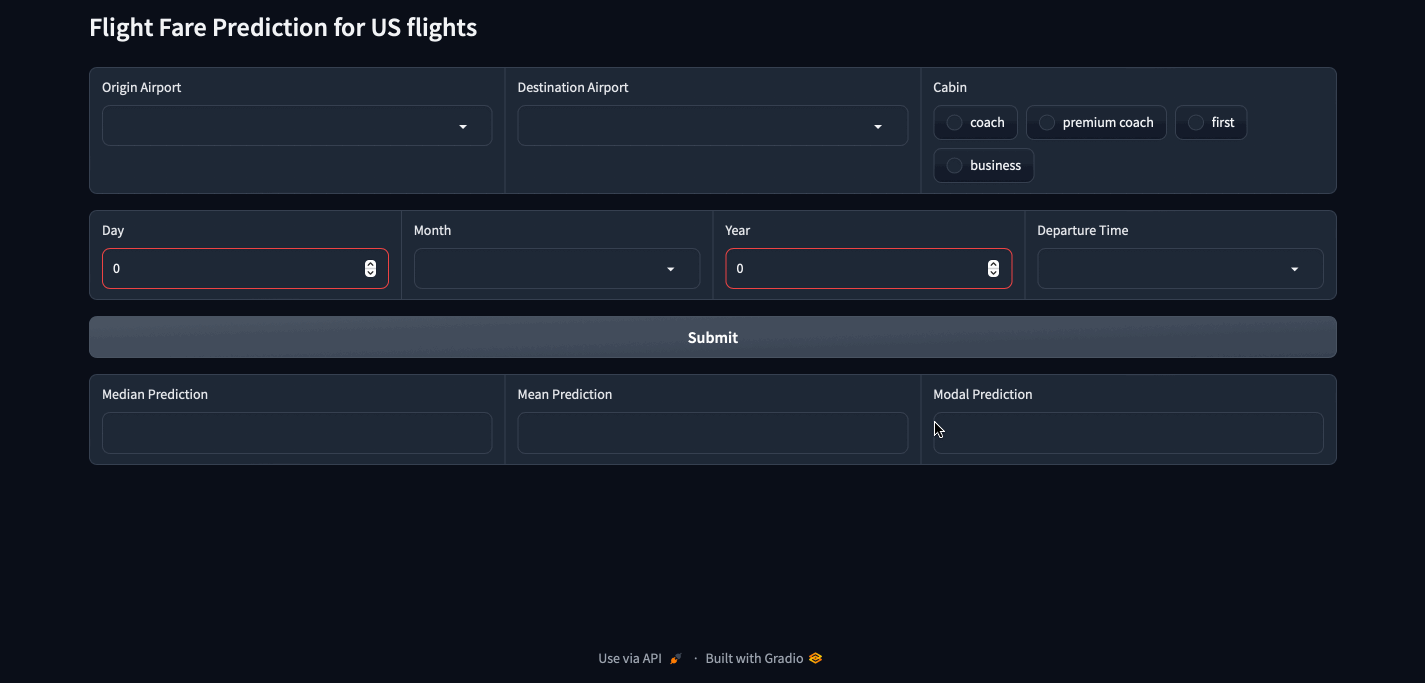 Flight Fare Prediction for US flights
Origin Airport
Destination Airport
Cabin
coach
premium coach
first
business
Day
Month
Year
Departure Time
0
0
Submit
Median Prediction
Mean Prediction
Modal Prediction
Use via API · Built with Gradio